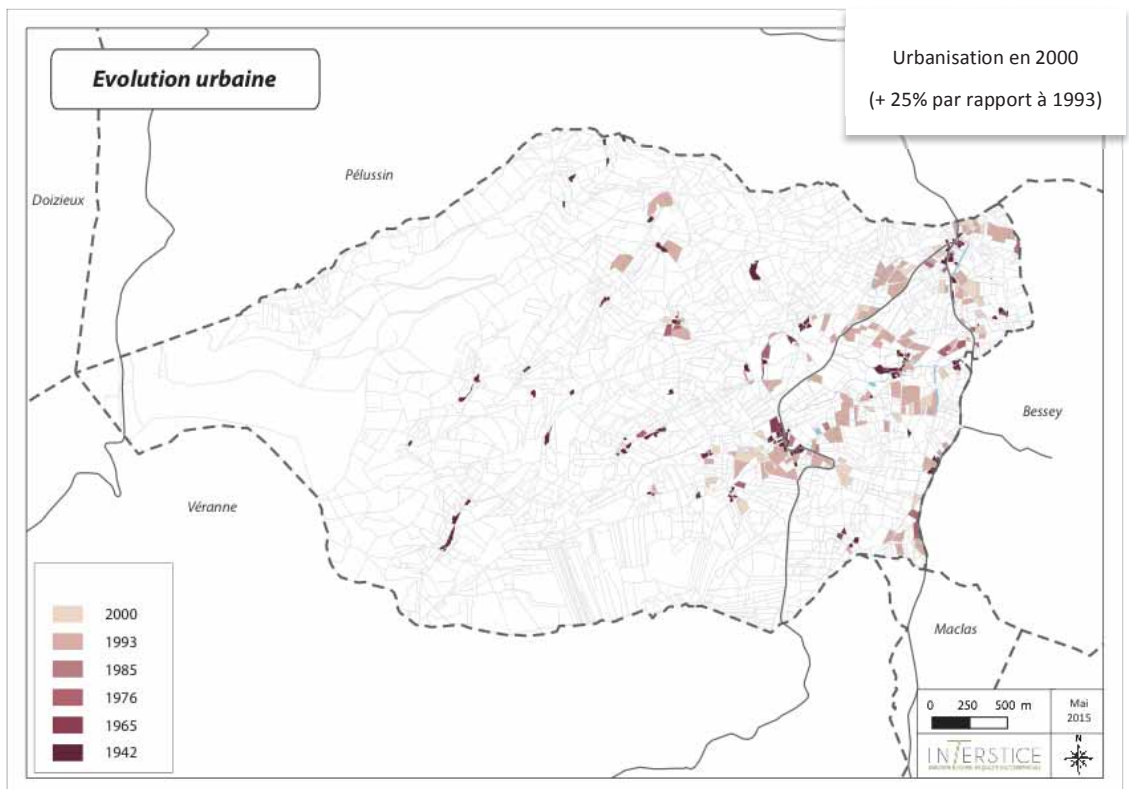 Evolution urbaine
Urbanisation en 2000
(+ 25% par rapport à 1993)
Doizieux
Pélussin
Bessey
Véranne
Maclas
2000
1993
1985
1976
1965
1942
0 250 500 m
Mai
2015
INTERSTICE
N